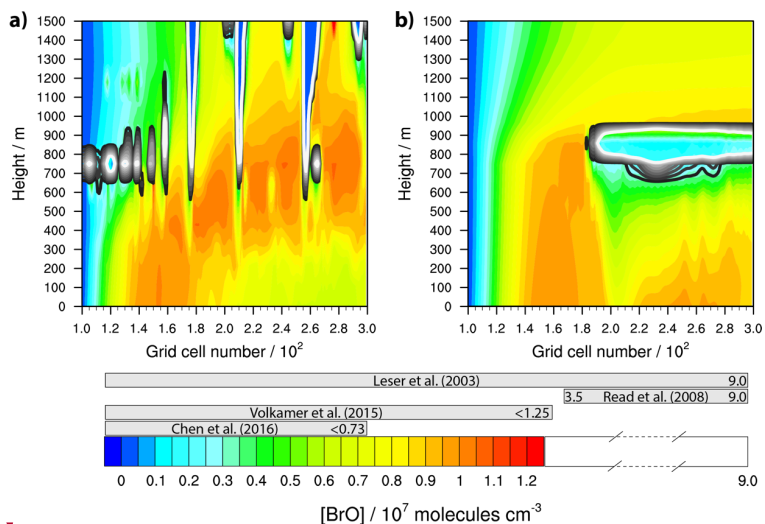 a)
b)
1500
1400
1300
1200
1100
1000
900
800
700
600
500
400
300
200
100
0
Height / m
1.0 1.2 1.4 1.6 1.8 2.0 2.2 2.4 2.6 2.8 3.0
Grid cell number / 10²
1500
1400
1300
1200
1100
1000
900
800
700
600
500
400
300
200
100
0
Height / m
1.0 1.2 1.4 1.6 1.8 2.0 2.2 2.4 2.6 2.8 3.0
Grid cell number / 10²
Leser et al. (2003) 9.0
3.5 Read et al. (2008) 9.0
Volkamer et al. (2015) <1.25
Chen et al. (2016) <0.73
0 0.1 0.2 0.3 0.4 0.5 0.6 0.7 0.8 0.9 1 1.1 1.2 9.0
[BrO] / 10⁷ molecules cm⁻³